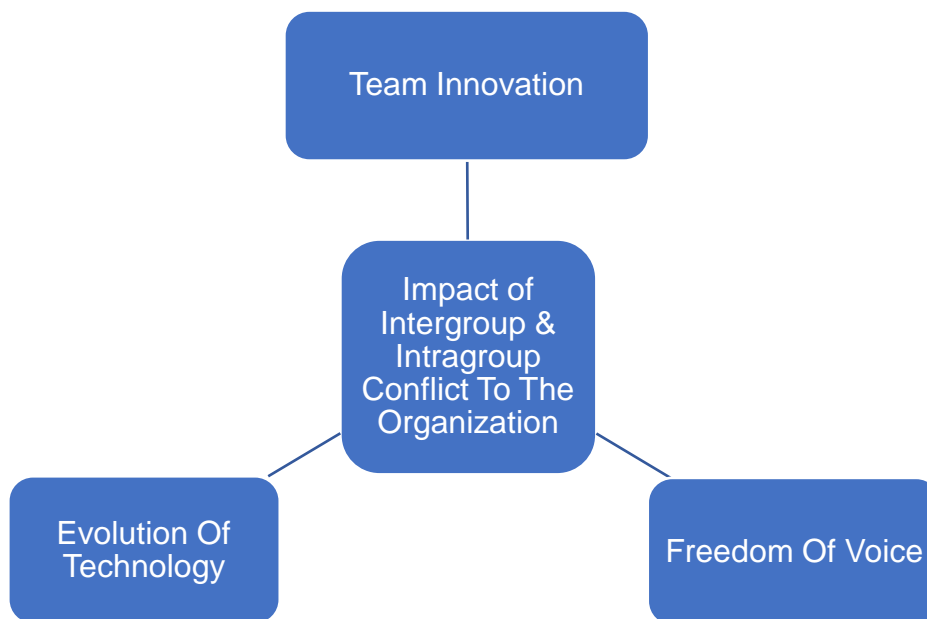 Team Innovation
Impact of
Intergroup &
Intragroup
Conflict To The
Organization
Evolution Of
Technology
Freedom Of Voice